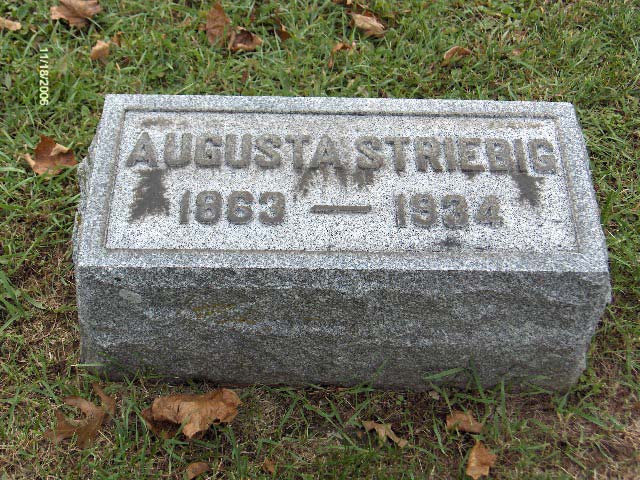 11/18/2006
AUGUSTA STRIEBIG
1863 — 1934